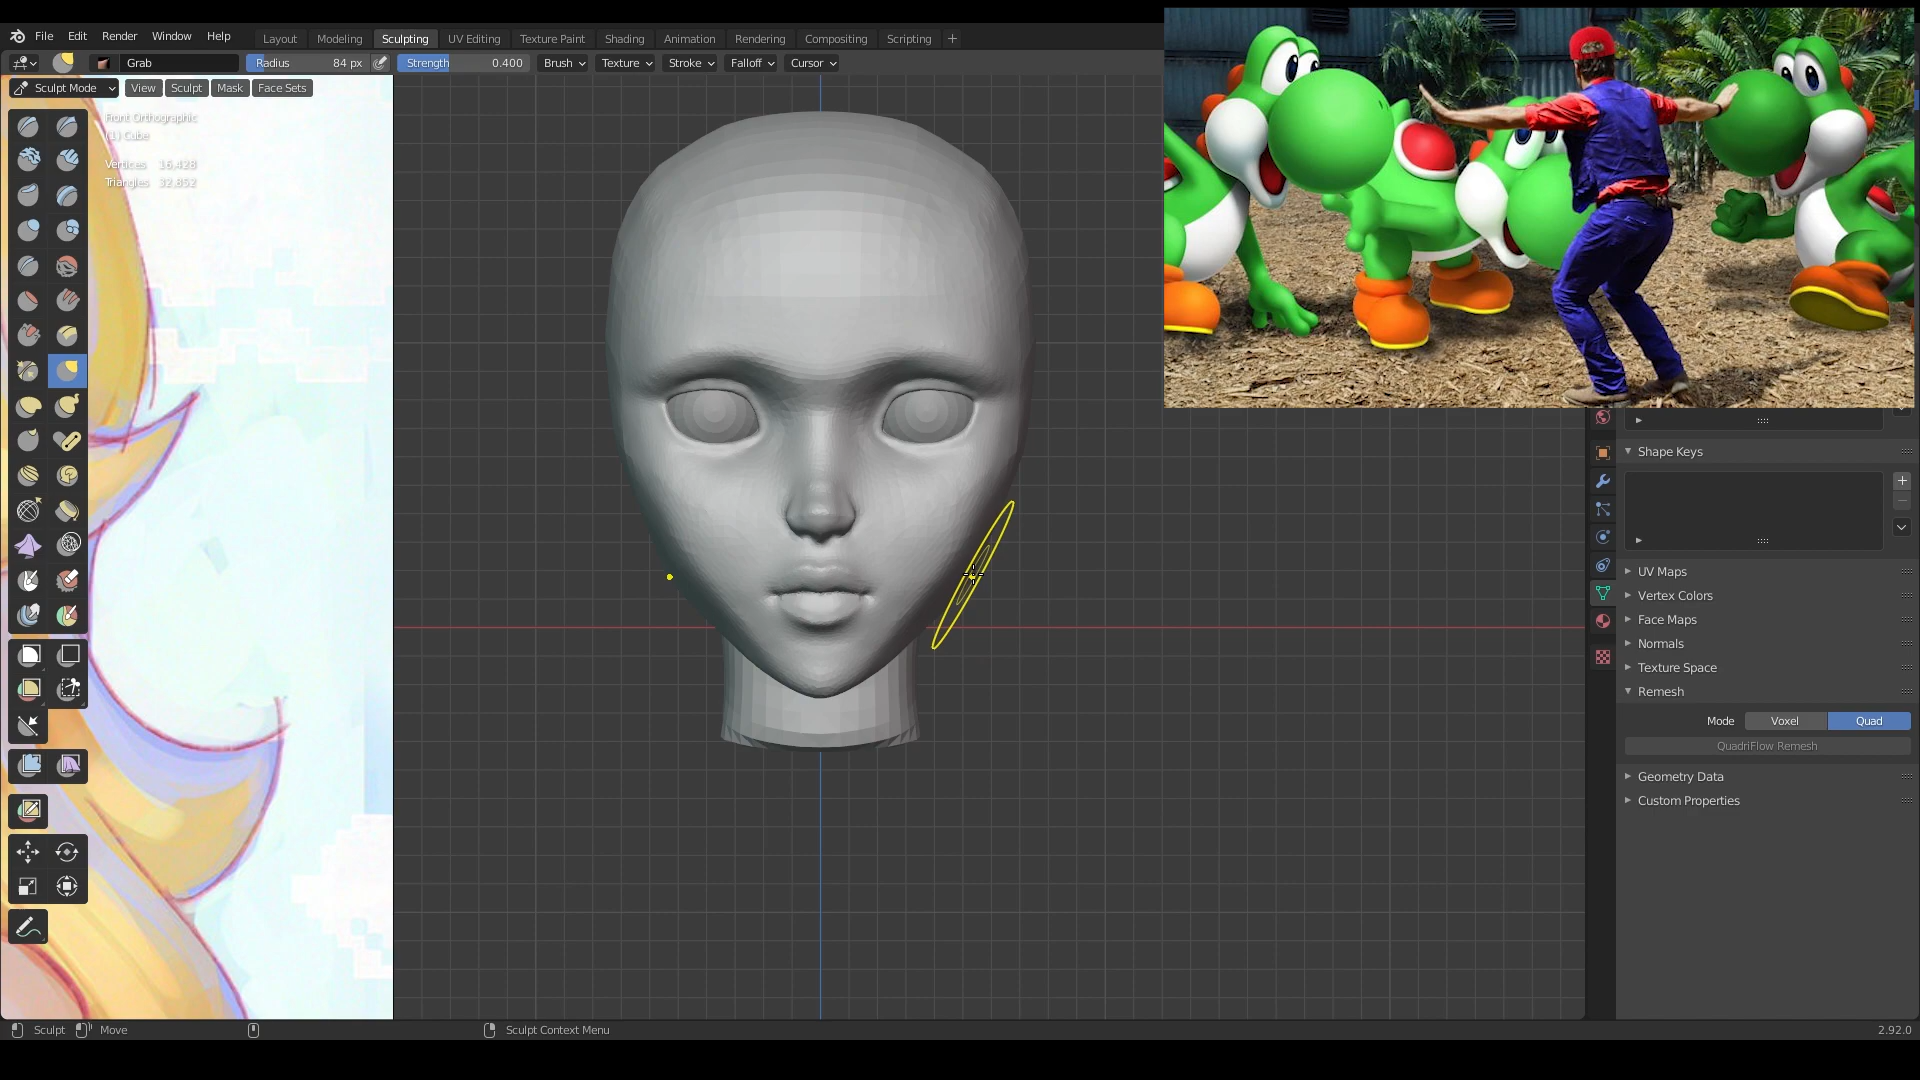 File Edit Render Window Help Layout Modeling Sculpting UV Editing Texture Paint Shading Animation Rendering Compositing Scripting
Grab Radius 84 px Strength 0.400 Brush Texture Stroke Falloff Cursor
Sculpt Mode View Sculpt Mask Face Sets
Front Orthographic
(1) Cube
Vertices 16,428
Triangles 32,852
Shape Keys
UV Maps
Vertex Colors
Face Maps
Normals
Texture Space
Remesh
Mode Voxel Quad
QuadriFlow Remesh
Geometry Data
Custom Properties
Sculpt Move Sculpt Context Menu 2.92.0